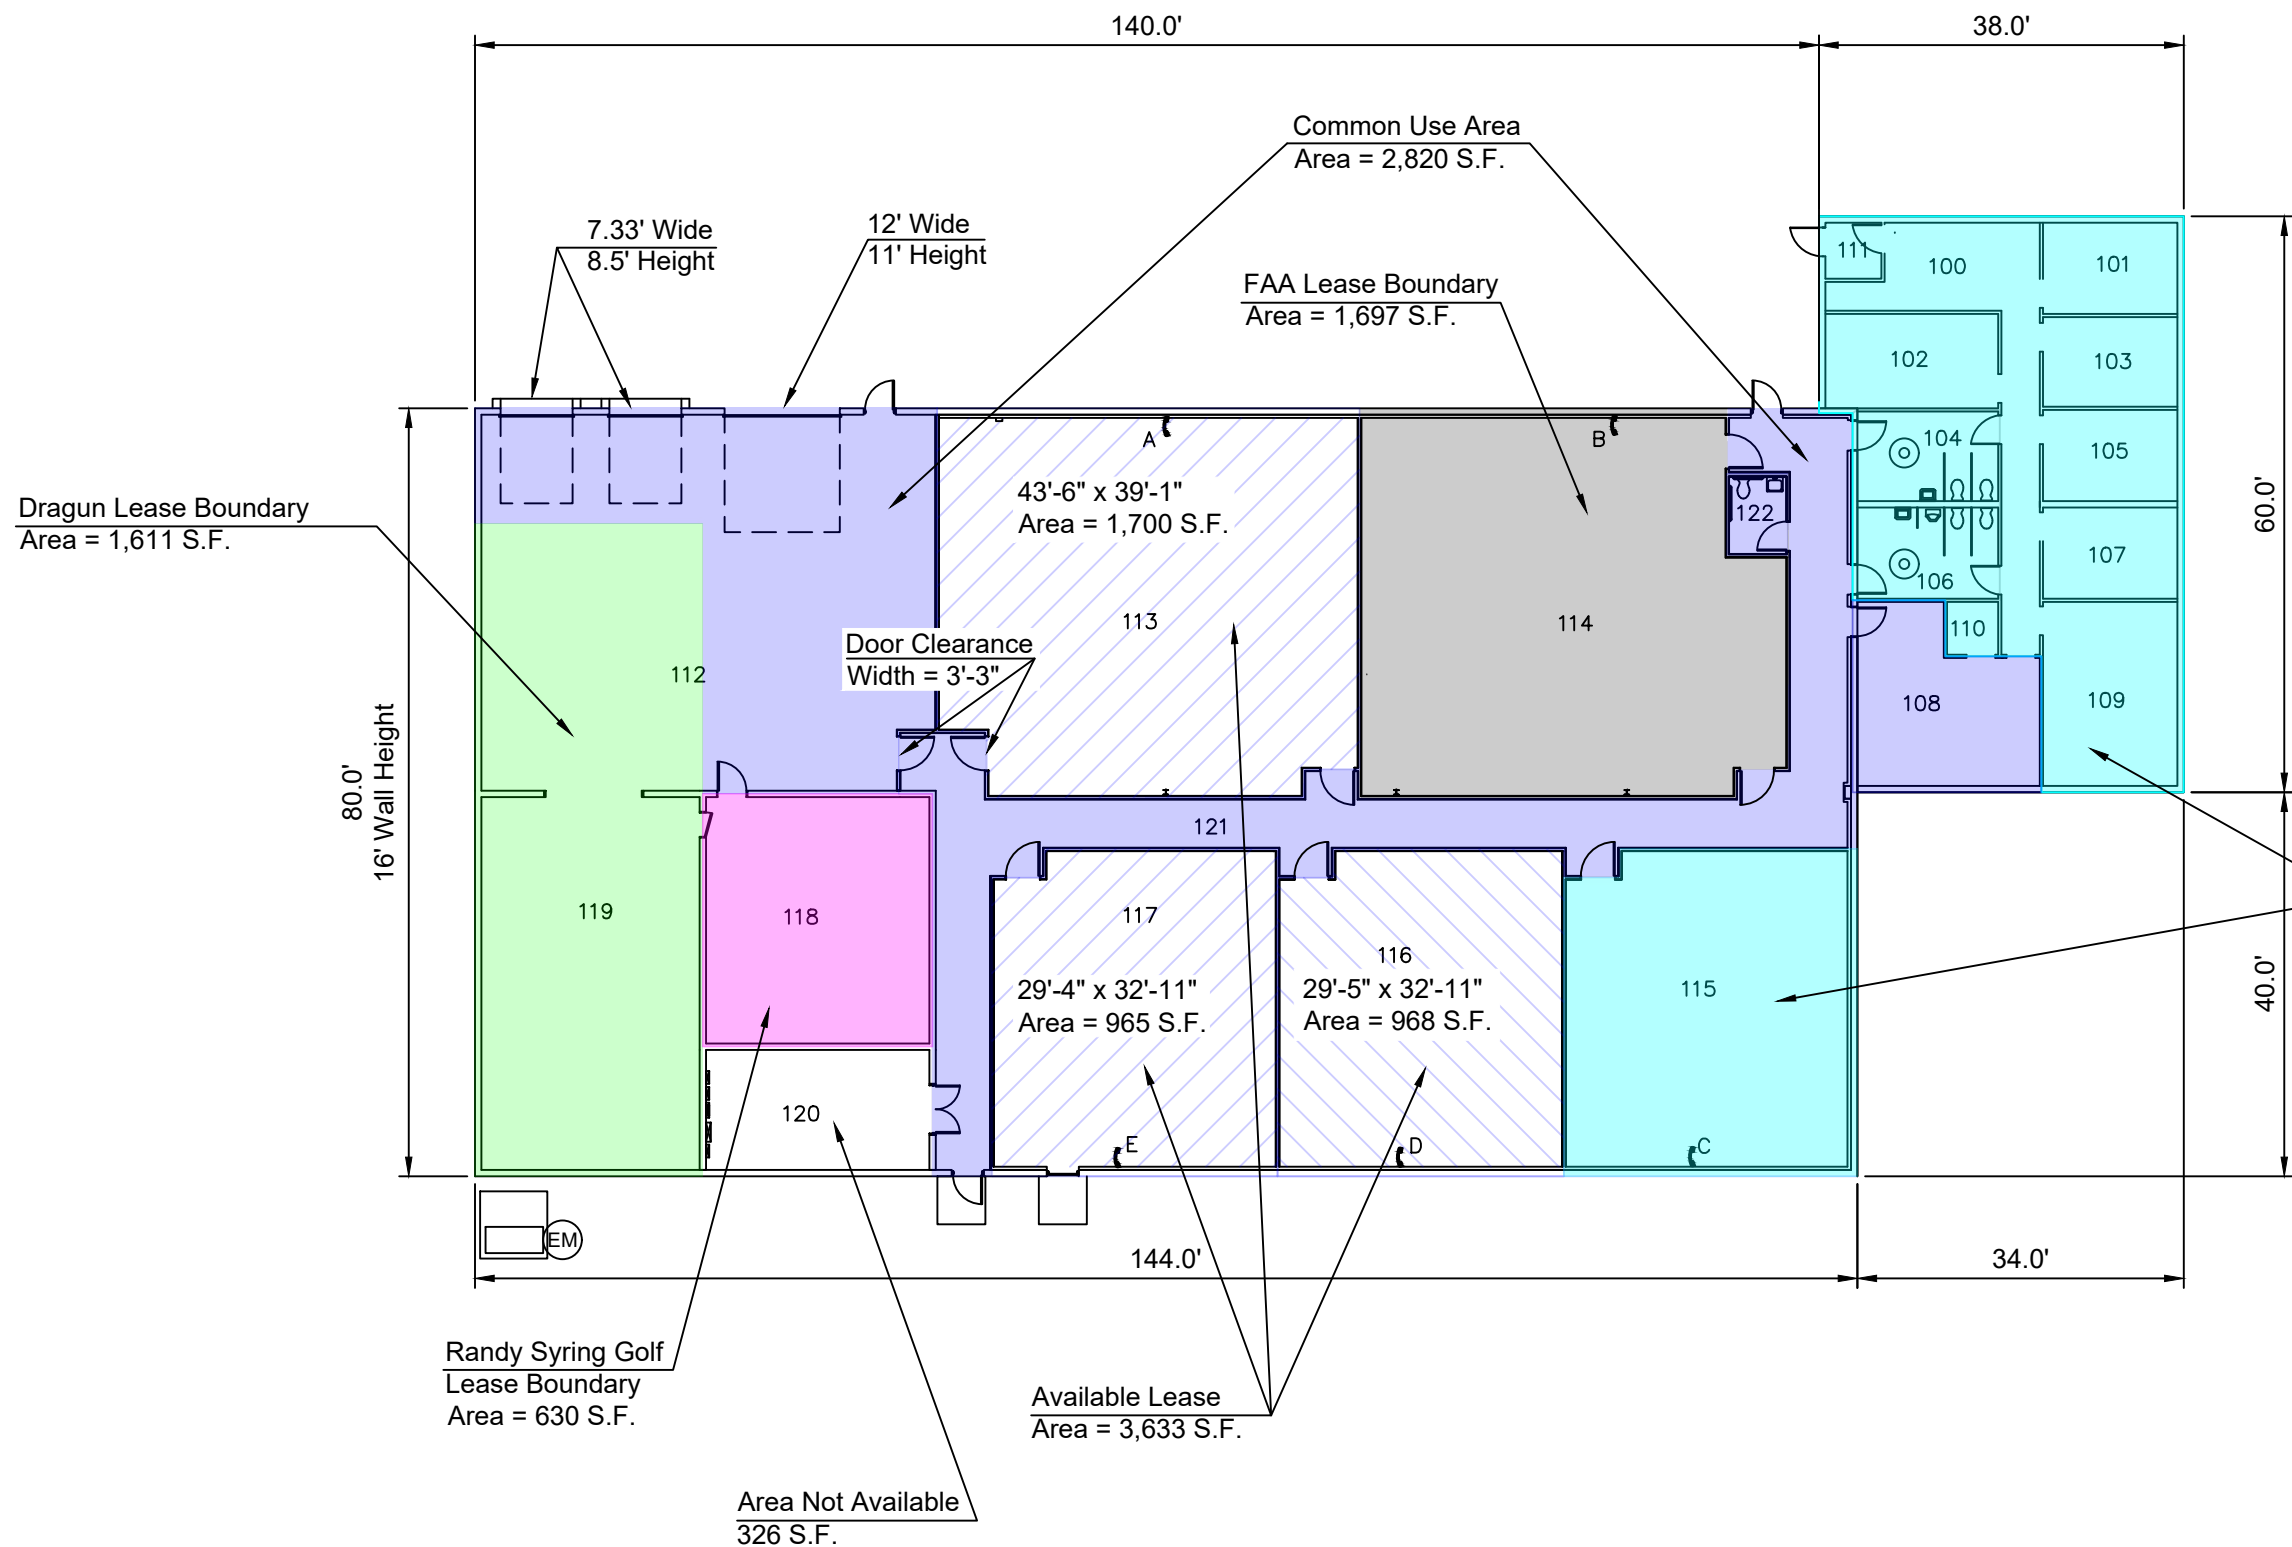 140.0'
38.0'
Common Use Area
Area = 2,820 S.F.
7.33' Wide
8.5' Height
12' Wide
11' Height
FAA Lease Boundary
Area = 1,697 S.F.
111
100
101
102
103
A
B
104
105
43'-6" x 39'-1"
Area = 1,700 S.F.
Dragun Lease Boundary
Area = 1,611 S.F.
122
60.0'
107
106
113
114
110
Door Clearance
Width = 3'-3"
112
108
109
80.0'
16' Wall Height
121
119
118
117
116
115
29'-4" x 32'-11"
Area = 965 S.F.
29'-5" x 32'-11"
Area = 968 S.F.
40.0'
120
E
D
C
EM
144.0'
34.0'
Randy Syring Golf
Lease Boundary
Area = 630 S.F.
Available Lease
Area = 3,633 S.F.
Area Not Available
326 S.F.